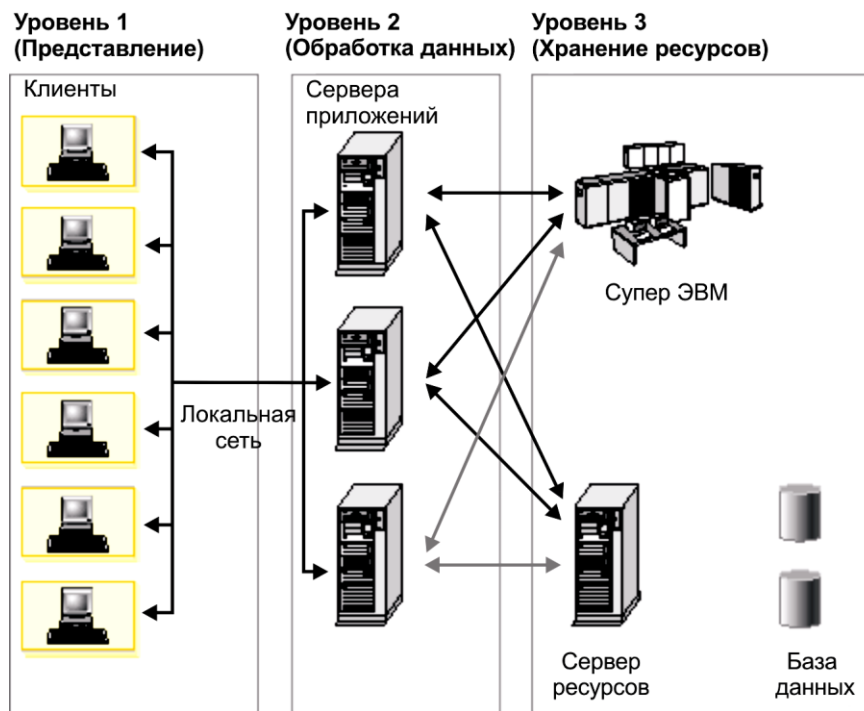 Уровень 1
(Представление)
Уровень 2
(Обработка данных)
Уровень 3
(Хранение ресурсов)
Клиенты
Сервера
приложений
Супер ЭВМ
Локальная
сеть
Сервер
ресурсов
База
данных